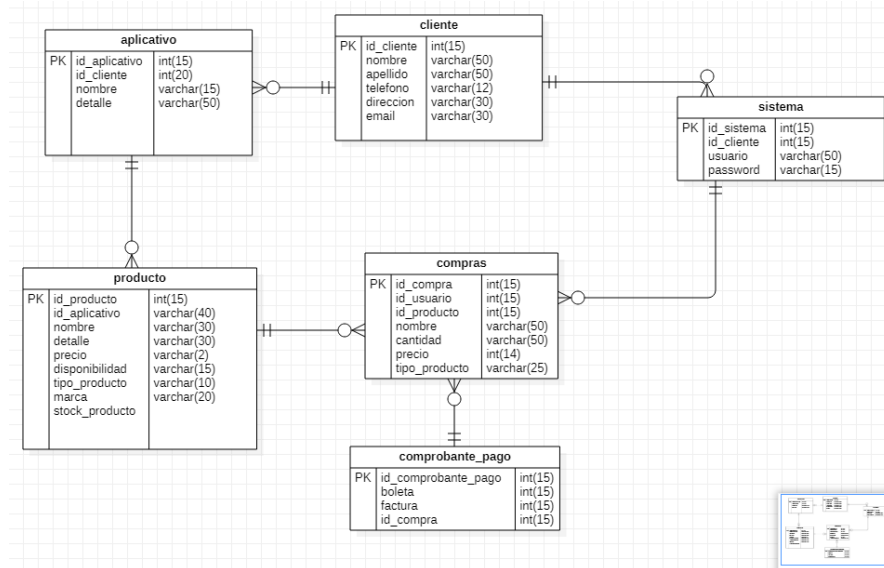 aplicativo
PK id_aplicativo int(15)
id_cliente int(20)
nombre varchar(15)
detalle varchar(50)
cliente
PK id_cliente int(15)
nombre varchar(50)
apellido varchar(50)
telefono varchar(12)
direccion varchar(30)
email varchar(30)
sistema
PK id_sistema int(15)
id_cliente int(15)
usuario varchar(50)
password varchar(15)
producto
PK id_producto int(15)
id_aplicativo varchar(40)
nombre varchar(30)
detalle varchar(30)
precio varchar(2)
disponibilidad varchar(15)
tipo_producto varchar(10)
marca varchar(20)
stock_producto
compras
PK id_compra int(15)
id_usuario int(15)
id_producto int(15)
nombre varchar(50)
cantidad varchar(50)
precio int(14)
tipo_producto varchar(25)
comprobante_pago
PK id_comprobante_pago int(15)
boleta int(15)
factura int(15)
id_compra int(15)